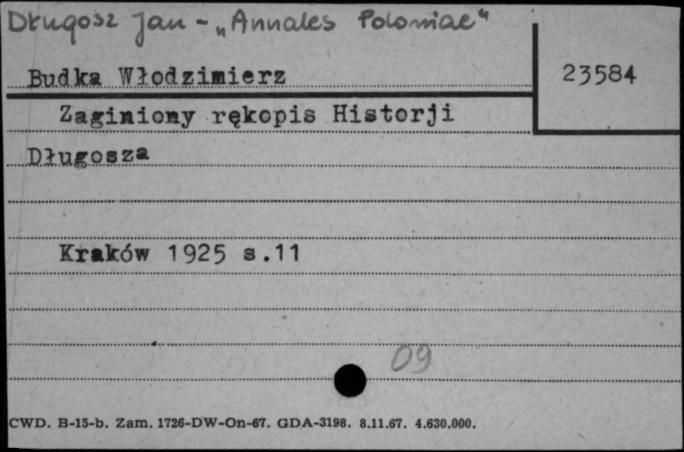 Długosz Jan - „Annales Poloniae"
Budka Włodzimierz
23584
Zaginiony rękopis Historji
Długosza
Kraków 1925 s.11
09
CWD. B-15-b. Zam. 1726-DW-On-67. GDA-3198. 8.11.67. 4.630.000.